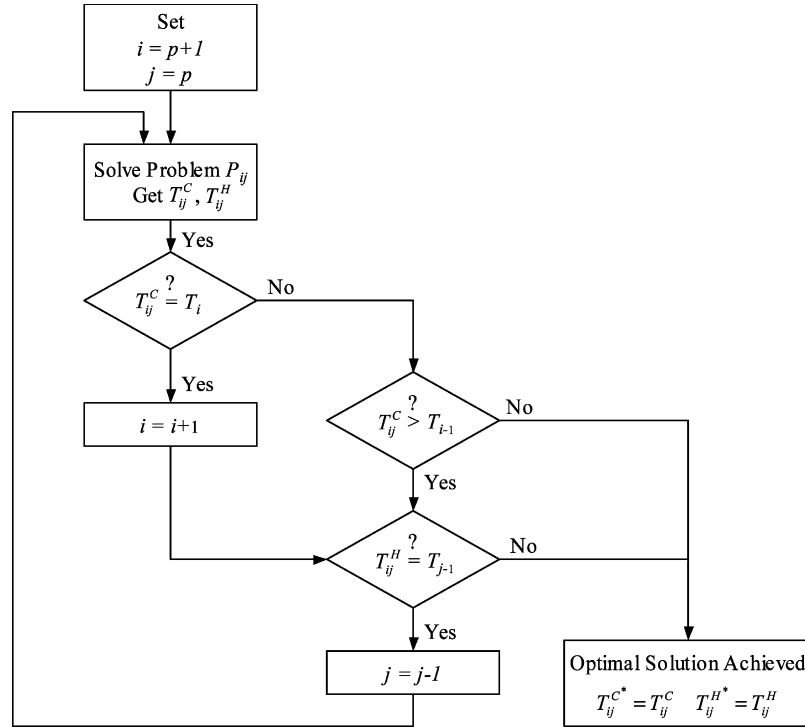 Set
i = p+1
j = p
Solve Problem P_ij
Get T_ij^C, T_ij^H
Yes
?
T_ij^C = T_i
No
Yes
i = i+1
?
T_ij^C > T_i-1
No
Yes
?
T_ij^H = T_j-1
No
Yes
j = j-1
Optimal Solution Achieved
T_ij^C* = T_ij^C T_ij^H* = T_ij^H